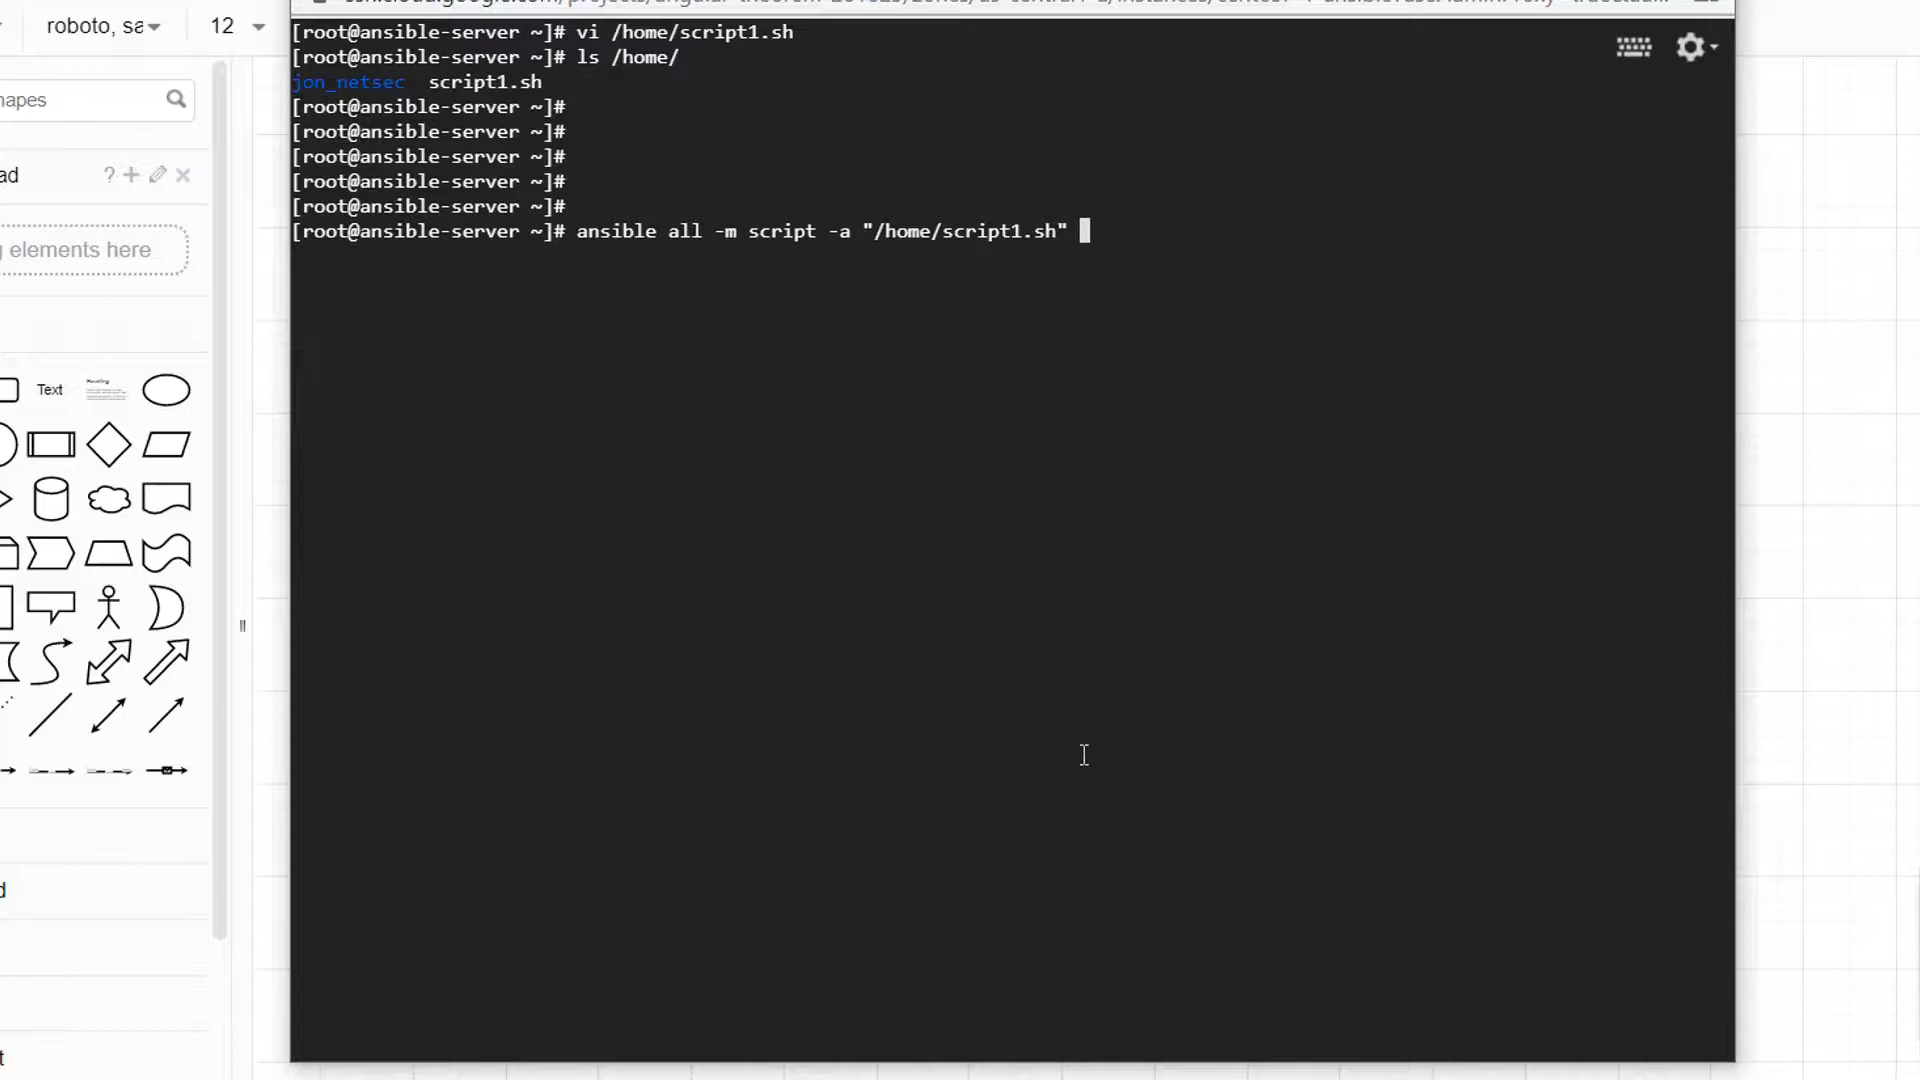 roboto, sa
12
[root@ansible-server ~]# vi /home/script1.sh
[root@ansible-server ~]# ls /home/
jon_netsec  script1.sh
[root@ansible-server ~]#
[root@ansible-server ~]#
[root@ansible-server ~]#
[root@ansible-server ~]#
[root@ansible-server ~]#
[root@ansible-server ~]# ansible all -m script -a "/home/script1.sh"
hapes
ad
?
g elements here
Text
d
t